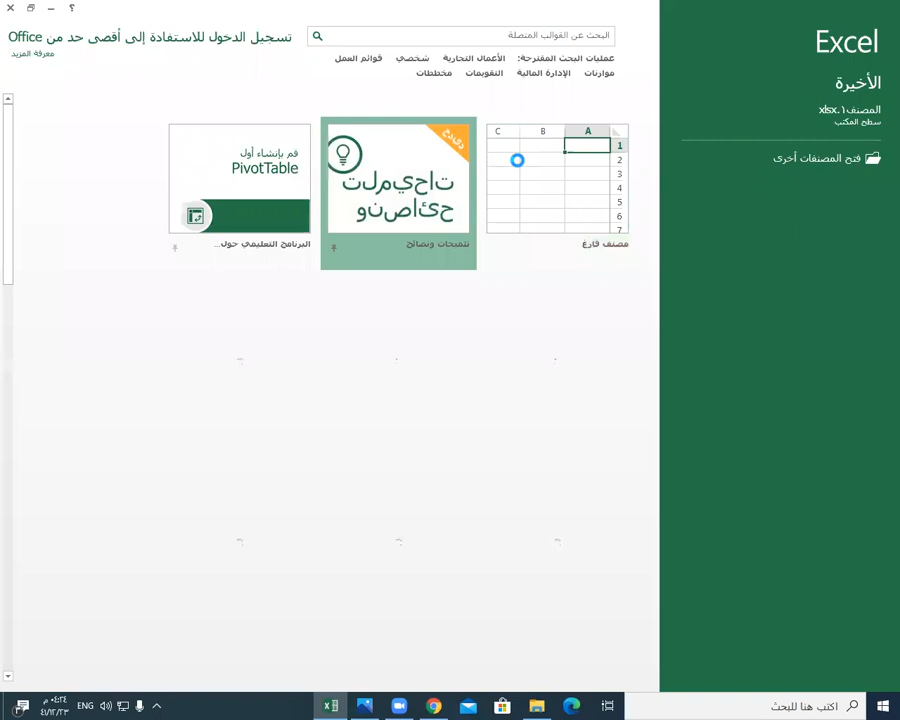 Excel
الأخيرة
المصنف١.xlsx
سطح المكتب
فتح المصنفات أخرى
تسجيل الدخول للاستفادة إلى أقصى حد من Office
معرفة المزيد
البحث عن القوالب المتصلة
عمليات البحث المقترحة: الأعمال التجارية شخصي قوائم العمل
موازنات الإدارة المالية التقويمات مخططات
A B C
1
2
3
4
5
6
7
مصنف فارغ
جديد
تلميحات ونصائح
قم بإنشاء أول
PivotTable
البرنامج التعليمي حول...
اكتب هنا للبحث
ENG
٠٤:٢٤ م